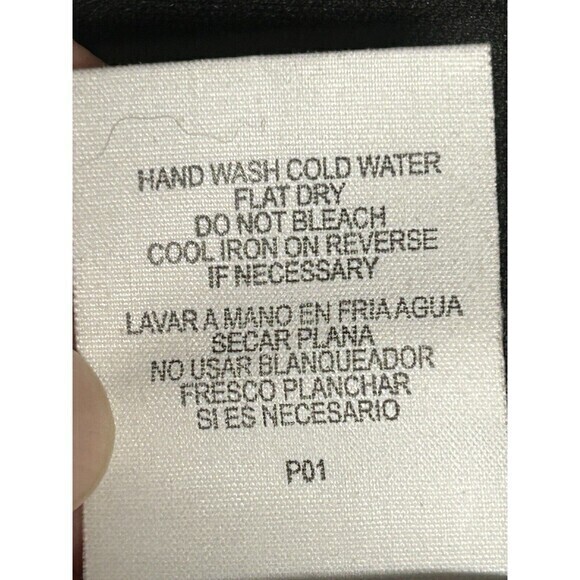 HAND WASH COLD WATER
FLAT DRY
DO NOT BLEACH
COOL IRON ON REVERSE
IF NECESSARY
LAVAR A MANO EN FRIA AGUA
SECAR PLANA
NO USAR BLANQUEADOR
FRESCO PLANCHAR
SI ES NECESARIO
P01